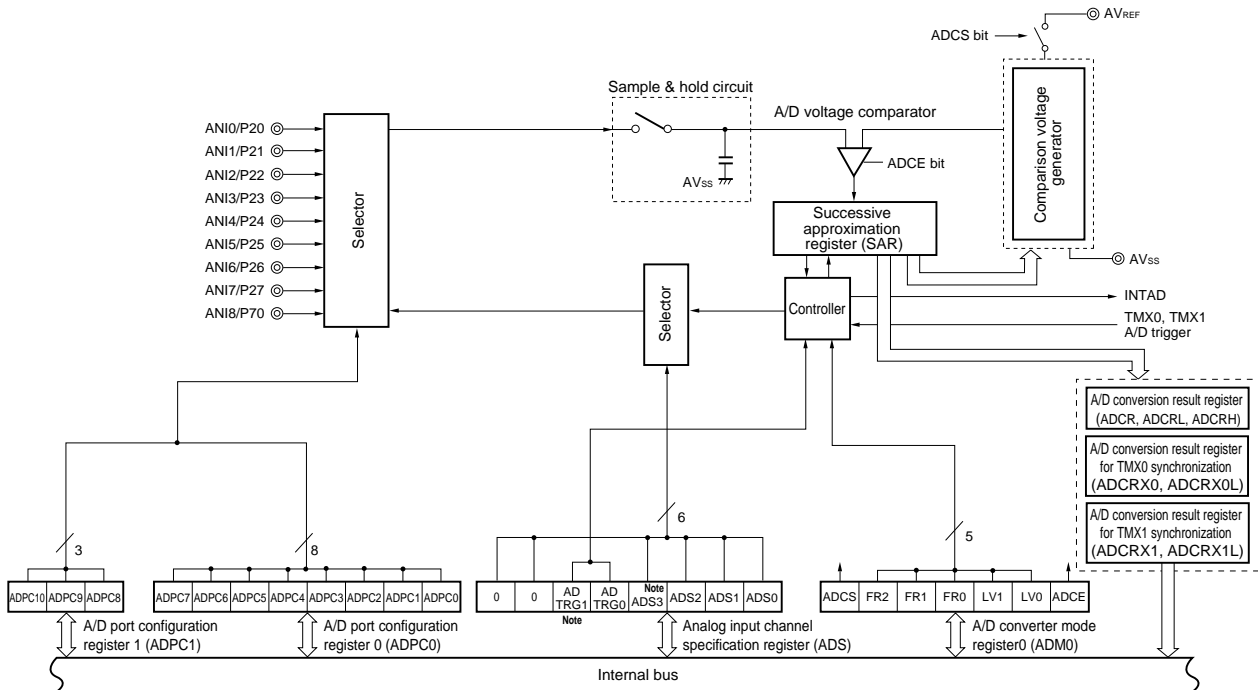 AVREF
ADCS bit
Sample & hold circuit
A/D voltage comparator
Comparison voltage
generator
ANI0/P20
ANI1/P21
ANI2/P22
ANI3/P23
ANI4/P24
ANI5/P25
ANI6/P26
ANI7/P27
ANI8/P70
Selector
AVSS
ADCE bit
Successive
approximation
register (SAR)
AVSS
Selector
Controller
INTAD
TMX0, TMX1
A/D trigger
A/D conversion result register
(ADCR, ADCRL, ADCRH)
A/D conversion result register
for TMX0 synchronization
(ADCRX0, ADCRX0L)
A/D conversion result register
for TMX1 synchronization
(ADCRX1, ADCRX1L)
3
8
6
5
ADPC10 ADPC9 ADPC8
ADPC7 ADPC6 ADPC5 ADPC4 ADPC3 ADPC2 ADPC1 ADPC0
0 0 AD TRG1 AD TRG0 Note ADS3 ADS2 ADS1 ADS0
Note
ADCS FR2 FR1 FR0 LV1 LV0 ADCE
A/D port configuration
register 1 (ADPC1)
A/D port configuration
register 0 (ADPC0)
Analog input channel
specification register (ADS)
A/D converter mode
register0 (ADM0)
Internal bus